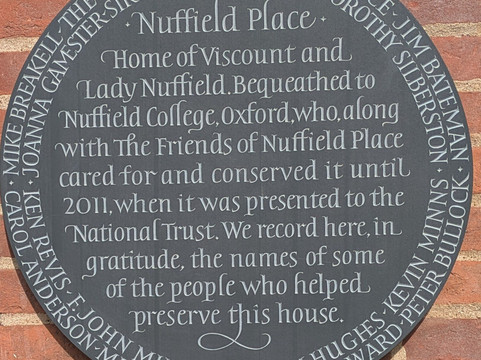 · Nuffield Place ·
Home of Viscount and
Lady Nuffield. Bequeathed to
Nuffield College, Oxford, who, along
with The Friends of Nuffield Place
cared for and conserved it until
2011, when it was presented to the
National Trust. We record here, in
gratitude, the names of some
of the people who helped
preserve this house.
MIKE BREAKELL · THE
JOANNA GAMESTER
JIM BATEMAN
DOROTHY SILBERSTON
KEVIN MINNS ·
PETER BULLOCK ·
HUGHES ·
CAROL ANDERSON
KEN REVIS · F. JOHN